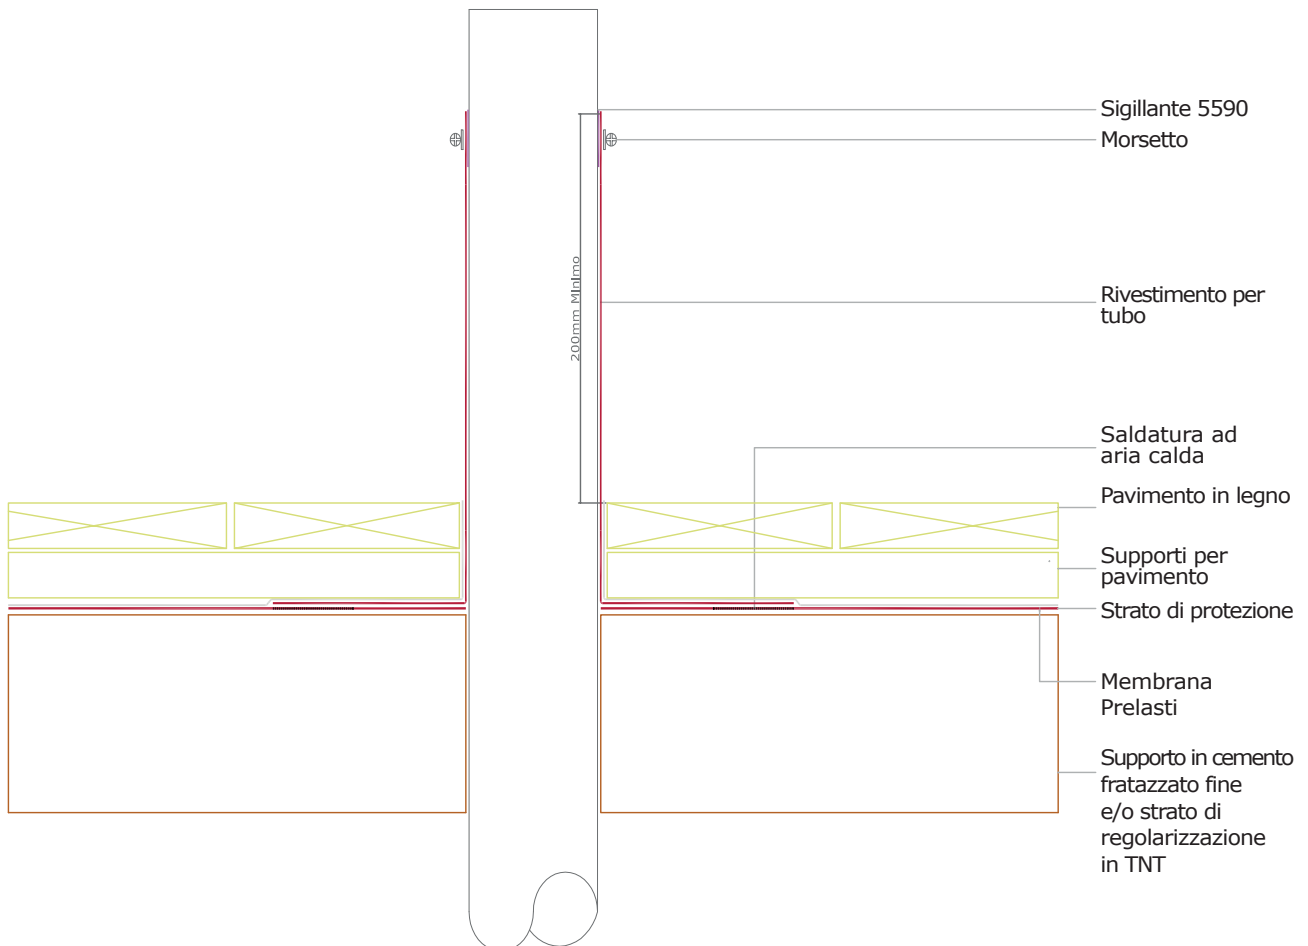 Sigillante 5590
Morsetto
200mm Minimo
Rivestimento per
tubo
Saldatura ad
aria calda
Pavimento in legno
Supporti per
pavimento
Strato di protezione
Membrana
Prelasti
Supporto in cemento
fratazzato fine
e/o strato di
regolarizzazione
in TNT